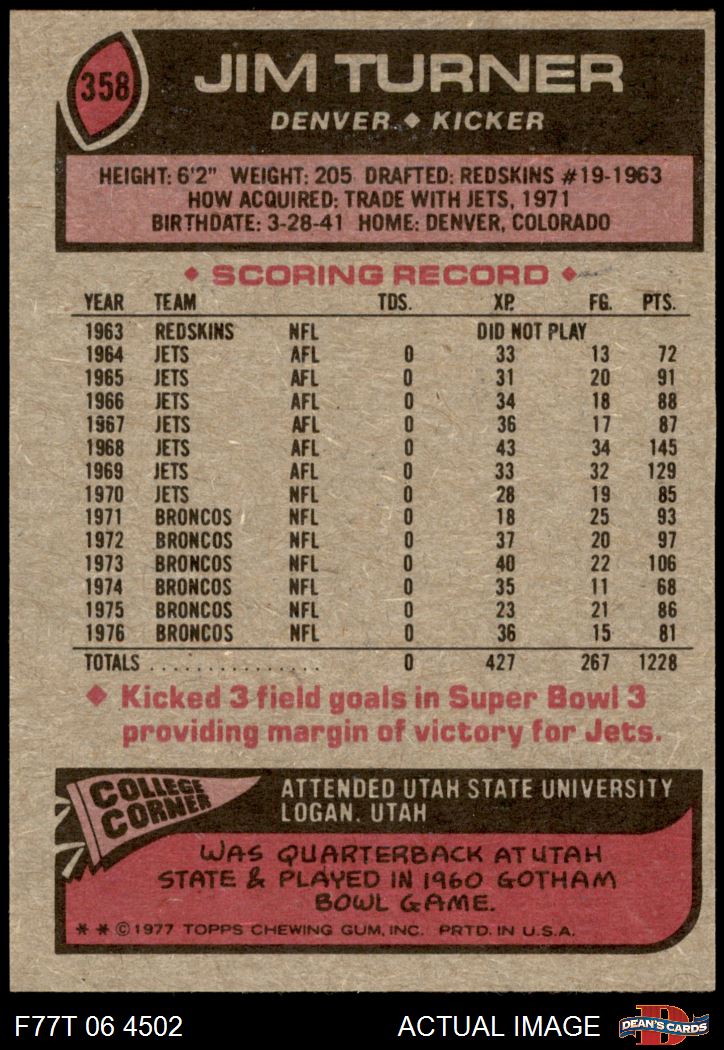 358
JIM TURNER
DENVER ◆ KICKER
HEIGHT: 6'2" WEIGHT: 205 DRAFTED: REDSKINS #19-1963
HOW ACQUIRED: TRADE WITH JETS, 1971
BIRTHDATE: 3-28-41 HOME: DENVER, COLORADO
◆ SCORING RECORD ◆
YEAR TEAM TDS. XP. FG. PTS.
1963 REDSKINS NFL DID NOT PLAY
1964 JETS AFL 0 33 13 72
1965 JETS AFL 0 31 20 91
1966 JETS AFL 0 34 18 88
1967 JETS AFL 0 36 17 87
1968 JETS AFL 0 43 34 145
1969 JETS AFL 0 33 32 129
1970 JETS NFL 0 28 19 85
1971 BRONCOS NFL 0 18 25 93
1972 BRONCOS NFL 0 37 20 97
1973 BRONCOS NFL 0 40 22 106
1974 BRONCOS NFL 0 35 11 68
1975 BRONCOS NFL 0 23 21 86
1976 BRONCOS NFL 0 36 15 81
TOTALS . . . . . . . . . . . . . . . . 0 427 267 1228
◆ Kicked 3 field goals in Super Bowl 3
providing margin of victory for Jets.
COLLEGE
CORNER
ATTENDED UTAH STATE UNIVERSITY
LOGAN, UTAH
WAS QUARTERBACK AT UTAH
STATE & PLAYED IN 1960 GOTHAM
BOWL GAME.
* * © 1977 TOPPS CHEWING GUM, INC. PRTD. IN U.S.A.
F77T 06 4502 ACTUAL IMAGE
D
DEAN'S CARDS